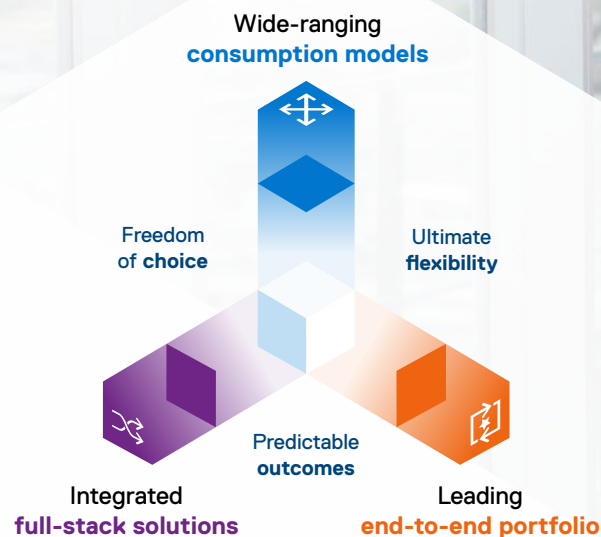 Wide-ranging
consumption models
Freedom
of choice
Ultimate
flexibility
Predictable
outcomes
Integrated
full-stack solutions
Leading
end-to-end portfolio